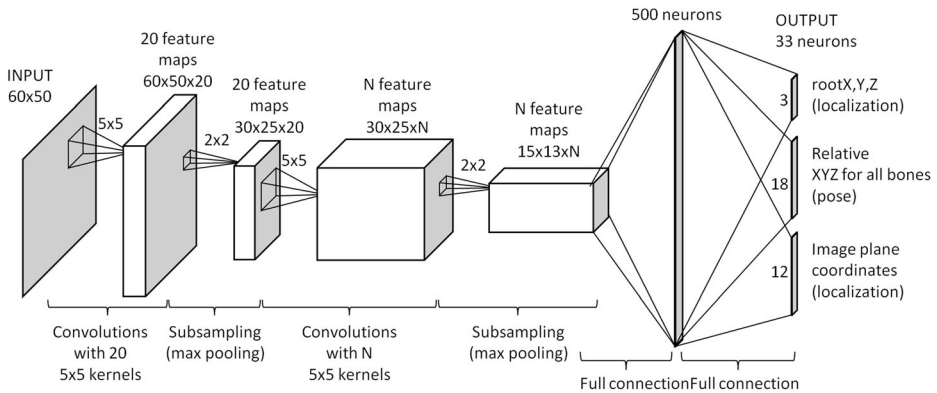 INPUT
60x50
5x5
20 feature
maps
60x50x20
2x2
20 feature
maps
30x25x20
5x5
N feature
maps
30x25xN
2x2
N feature
maps
15x13xN
500 neurons
OUTPUT
33 neurons
3
rootX,Y,Z
(localization)
18
Relative
XYZ for all bones
(pose)
12
Image plane
coordinates
(localization)
Convolutions
with 20
5x5 kernels
Subsampling
(max pooling)
Convolutions
with N
5x5 kernels
Subsampling
(max pooling)
Full connection
Full connection